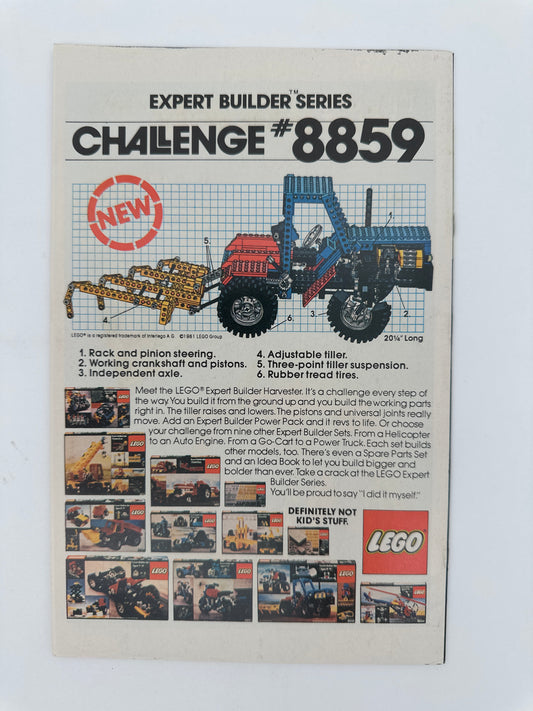 EXPERT BUILDER™ SERIES
CHALLENGE #8859
NEW
1.
2.
3.
4.
5.
6.
LEGO® is a registered trademark of Interlego A.G. ©1981 LEGO Group
20¼" Long
1. Rack and pinion steering.
2. Working crankshaft and pistons.
3. Independent axle.
4. Adjustable tiller.
5. Three-point tiller suspension.
6. Rubber tread tires.
Meet the LEGO® Expert Builder Harvester. It's a challenge every step of
the way. You build it from the ground up and you build the working parts
right in. The tiller raises and lowers. The pistons and universal joints really
move. Add an Expert Builder Power Pack and it revs to life. Or choose
your challenge from nine other Expert Builder Sets. From a Helicopter
to an Auto Engine. From a Go-Cart to a Power Truck. Each set builds
other models, too. There's even a Spare Parts Set
and an Idea Book to let you build bigger and
bolder than ever. Take a crack at the LEGO Expert
Builder Series.
You'll be proud to say "I did it myself."
DEFINITELY NOT
KID'S STUFF.
LEGO